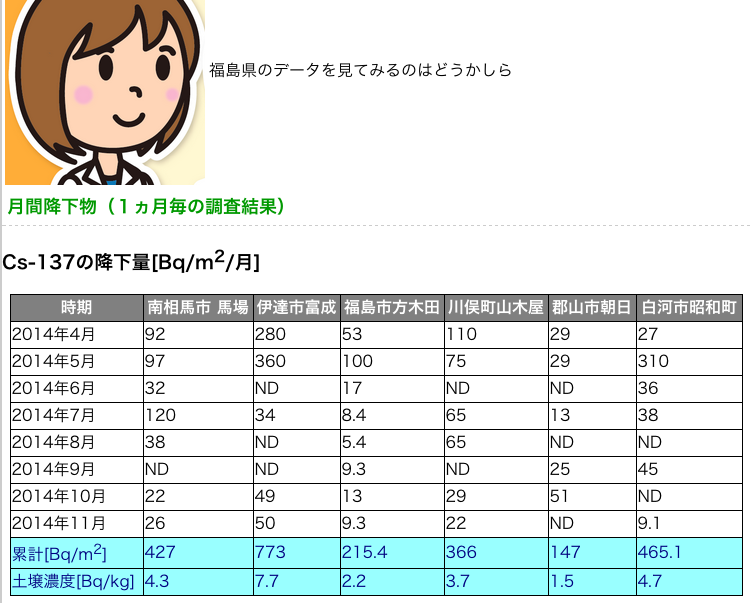 福島県のデータを見てみるのはどうかしら
月間降下物（１ヵ月毎の調査結果）
Cs-137の降下量[Bq/m2/月]
時期 南相馬市 馬場 伊達市富成 福島市方木田 川俣町山木屋 郡山市朝日 白河市昭和町
2014年4月 92 280 53 110 29 27
2014年5月 97 360 100 75 29 310
2014年6月 32 ND 17 ND ND 36
2014年7月 120 34 8.4 65 13 38
2014年8月 38 ND 5.4 65 ND ND
2014年9月 ND ND 9.3 ND 25 45
2014年10月 22 49 13 29 51 ND
2014年11月 26 50 9.3 22 ND 9.1
累計[Bq/m2] 427 773 215.4 366 147 465.1
土壌濃度[Bq/kg] 4.3 7.7 2.2 3.7 1.5 4.7